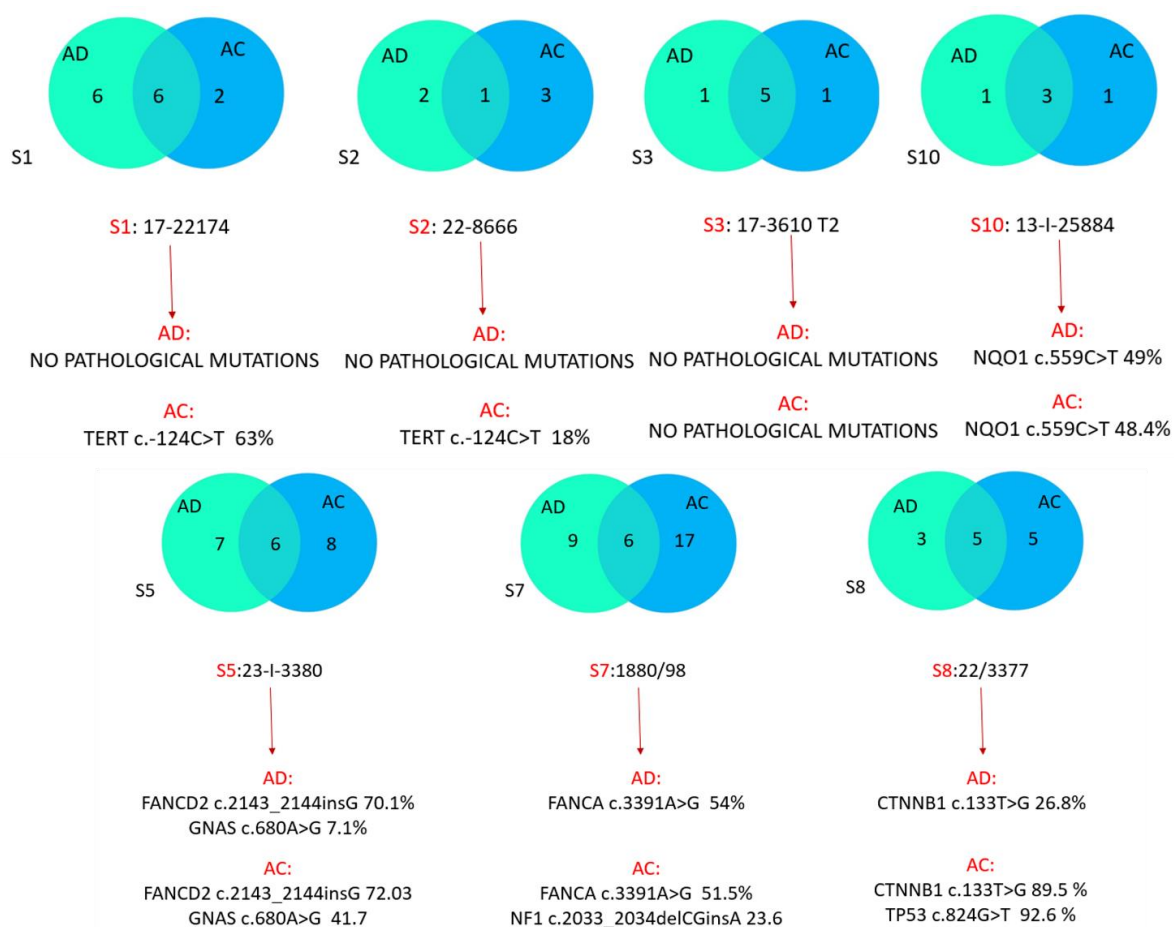 AD
AC
6
6
2
S1
AD
AC
2
1
3
S2
AD
AC
1
5
1
S3
AD
AC
1
3
1
S10
S1: 17-22174
AD:
NO PATHOLOGICAL MUTATIONS
AC:
TERT c.-124C>T 63%
S2: 22-8666
AD:
NO PATHOLOGICAL MUTATIONS
AC:
TERT c.-124C>T 18%
S3: 17-3610 T2
AD:
NO PATHOLOGICAL MUTATIONS
AC:
NO PATHOLOGICAL MUTATIONS
S10: 13-I-25884
AD:
NQO1 c.559C>T 49%
AC:
NQO1 c.559C>T 48.4%
AD
AC
7
6
8
S5
AD
AC
9
6
17
S7
AD
AC
3
5
5
S8
S5:23-I-3380
AD:
FANCD2 c.2143_2144insG 70.1%
GNAS c.680A>G 7.1%
AC:
FANCD2 c.2143_2144insG 72.03
GNAS c.680A>G 41.7
S7:1880/98
AD:
FANCA c.3391A>G 54%
AC:
FANCA c.3391A>G 51.5%
NF1 c.2033_2034delCGinsA 23.6
S8:22/3377
AD:
CTNNB1 c.133T>G 26.8%
AC:
CTNNB1 c.133T>G 89.5 %
TP53 c.824G>T 92.6 %